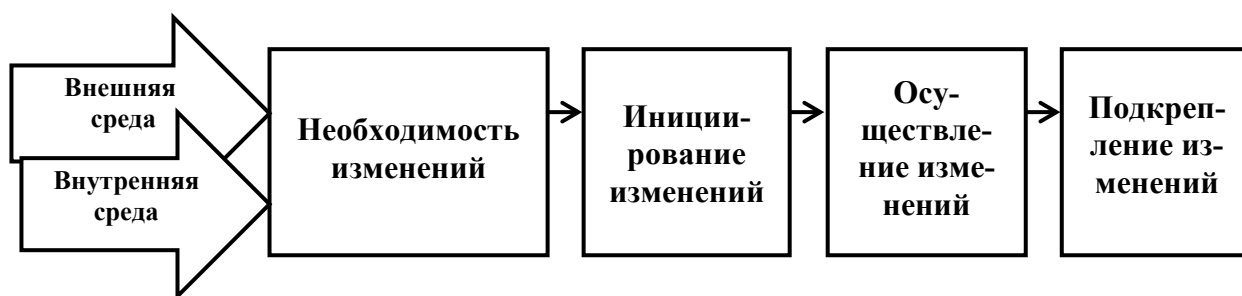 Внешняя
среда
Внутренняя
среда
Необходимость
изменений
Иниции-
рование
изменений
Осу-
ществле-
ние изме-
нений
Подкреп-
ление из-
менений